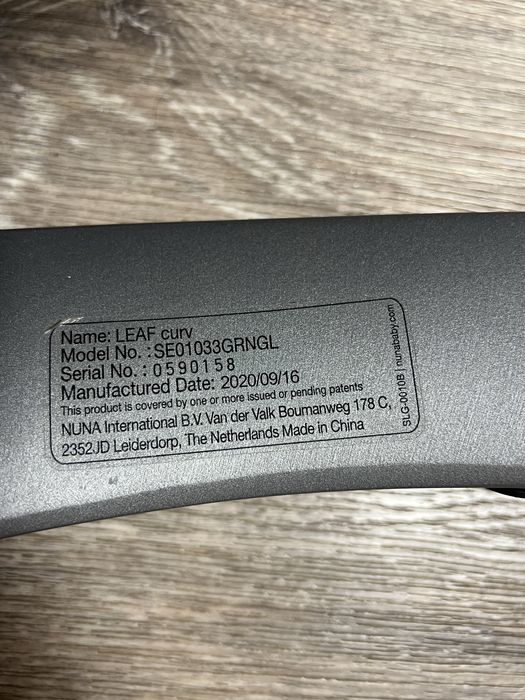 Name: LEAF curv
Model No. :SE01033GRNGL
Serial No.: 0590158
Manufactured Date: 2020/09/16
This product is covered by one or more issued or pending patents
NUNA International B.V. Van der Valk Boumanweg 178 C,
2352JD Leiderdorp, The Netherlands Made in China
SLG-0010B | nunababy.com